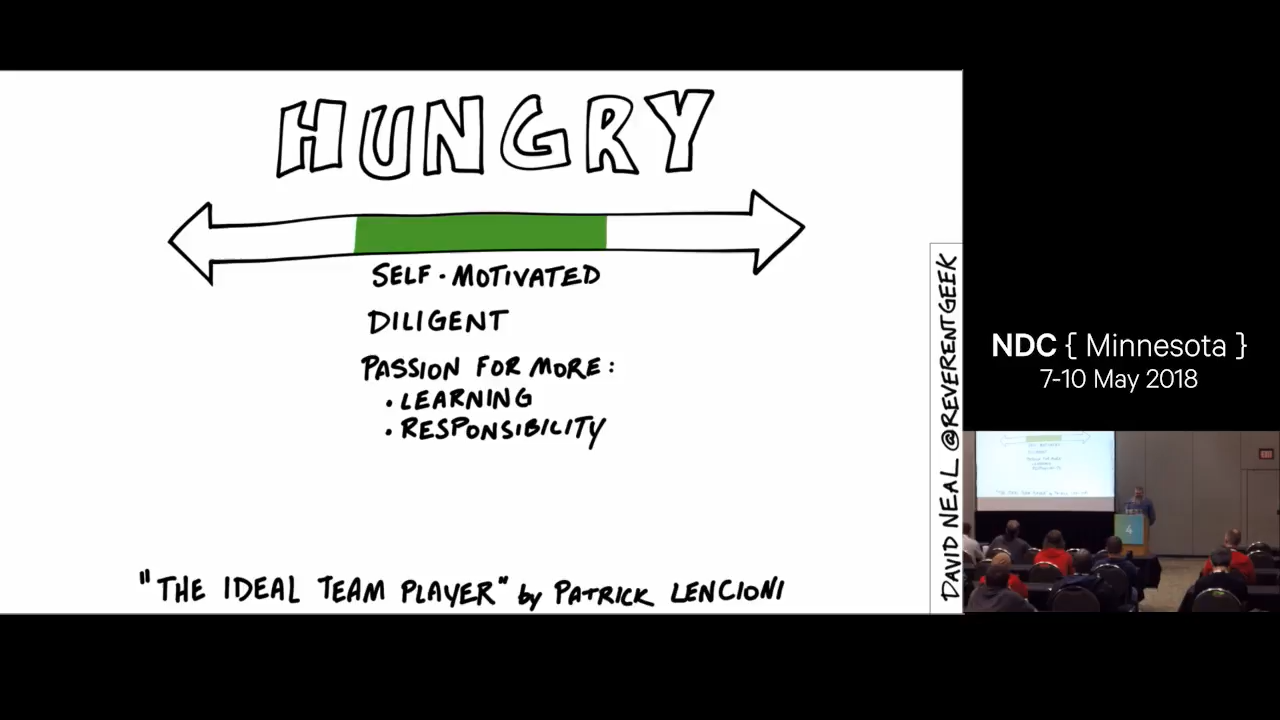 HUNGRY
SELF-MOTIVATED
DILIGENT
PASSION FOR MORE:
• LEARNING
• RESPONSIBILITY
"THE IDEAL TEAM PLAYER" by PATRICK LENCIONI
DAVID NEAL @REVERENTGEEK
NDC { Minnesota }
7-10 May 2018
4